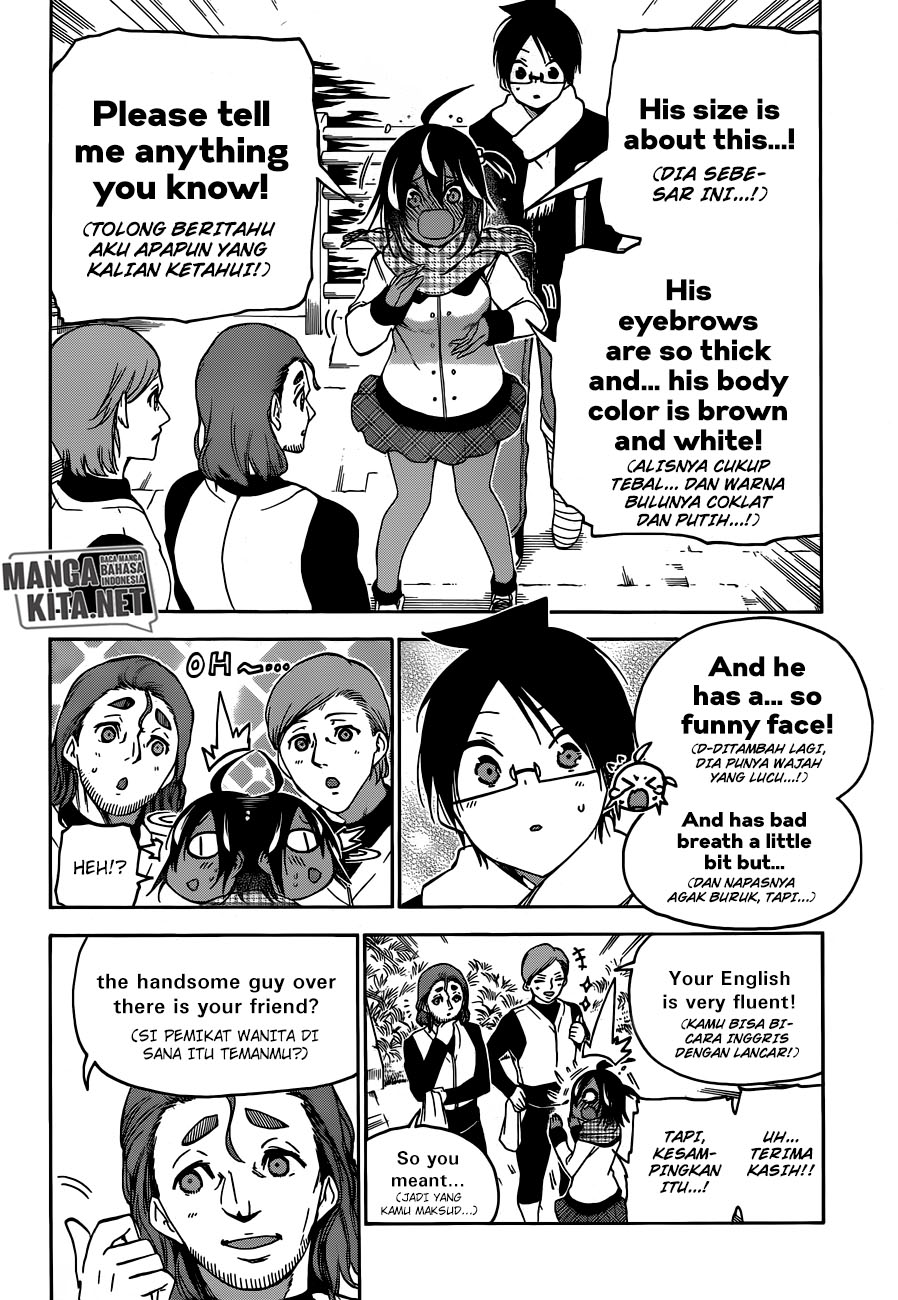 His size is
about this...!
(DIA SEBE-
SAR INI...!)
Please tell
me anything
you know!
(TOLONG BERITAHU
AKU APAPUN YANG
KALIAN KETAHUI!)
His
eyebrows
are so thick
and... his body
color is brown
and white!
(ALISNYA CUKUP
TEBAL... DAN WARNA
BULUNYA COKLAT
DAN PUTIH...!)
MANGA
KITA.NET
BACA MANGA
BAHASA
INDONESIA
And he
has a... so
funny face!
(D-DITAMBAH LAGI,
DIA PUNYA WAJAH
YANG LUCU...!)
And has bad
breath a little
bit but...
(DAN NAPASNYA
AGAK BURUK, TAPI...)
OH~...
HEH!?
Your English
is very fluent!
(KAMU BISA BI-
CARA INGGRIS
DENGAN LANCAR!)
UH...
TERIMA
KASIH!!
TAPI,
KESAM-
PINGKAN
ITU...!
So you
meant...
(JADI YANG
KAMU MAKSUD...)
the handsome guy over
there is your friend?
(SI PEMIKAT WANITA DI
SANA ITU TEMANMU?)